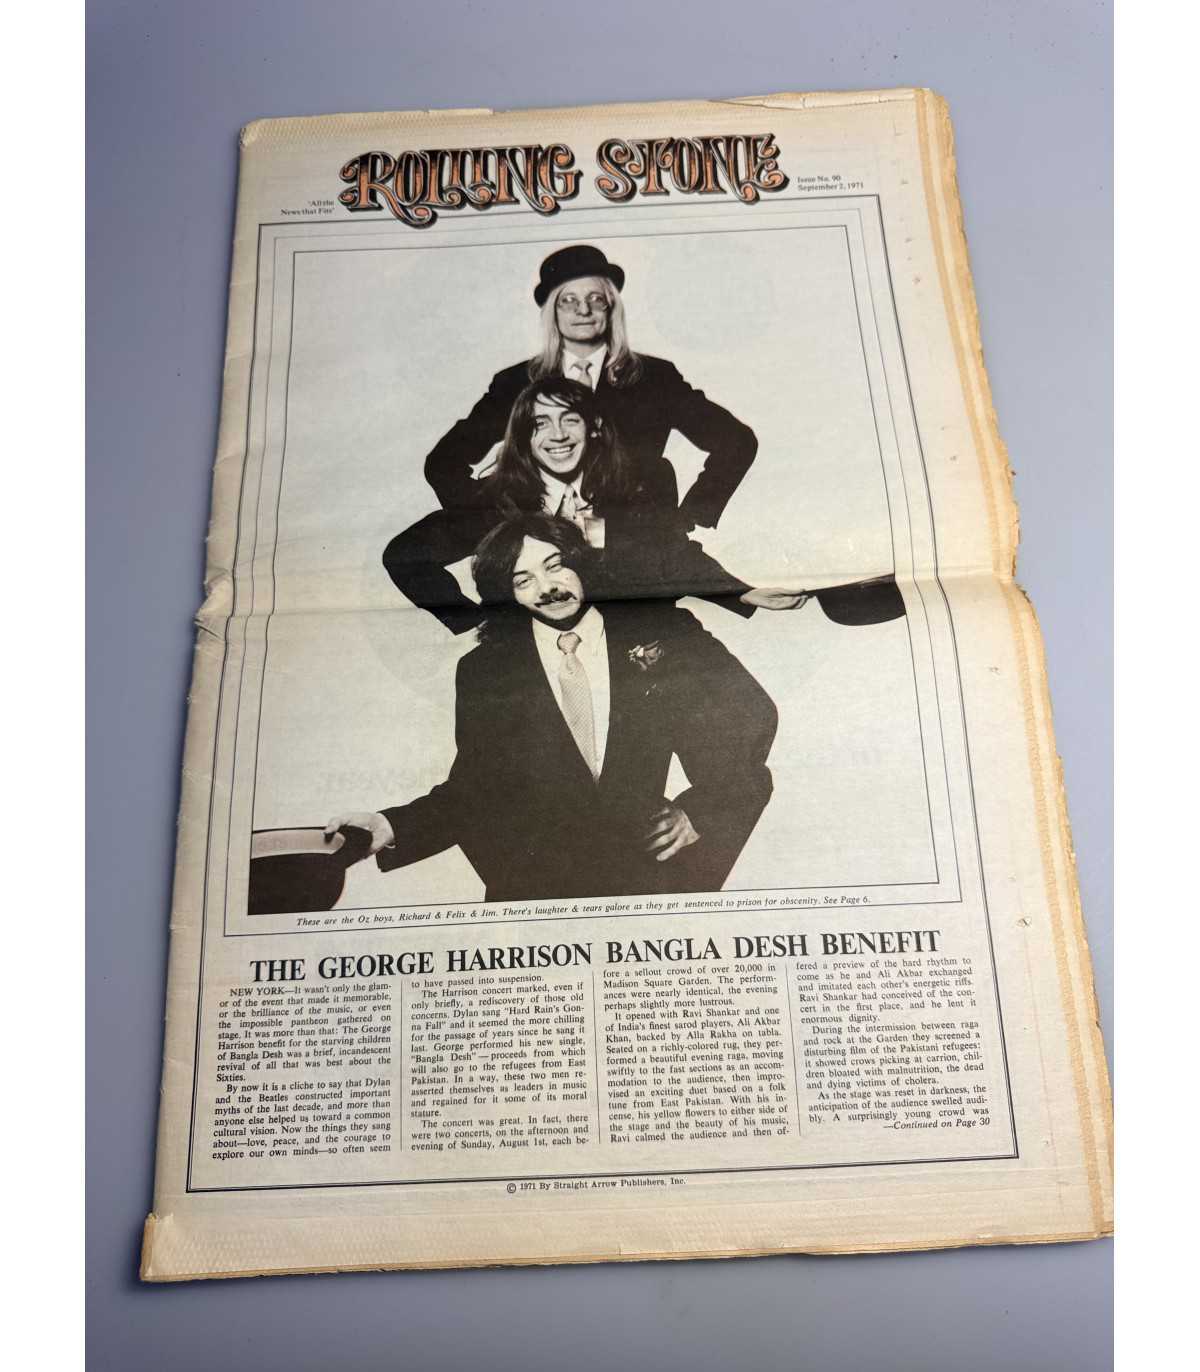 'All the
News that Fits'
ROLLING STONE
Issue No. 90
September 2, 1971
These are the Oz boys, Richard & Felix & Jim. There's laughter & tears galore as they get sentenced to prison for obscenity. See Page 6.
THE GEORGE HARRISON BANGLA DESH BENEFIT
NEW YORK—It wasn't only the glam-
or of the event that made it memorable,
or the brilliance of the music, or even
the impossible pantheon gathered on
stage. It was more than that: The George
Harrison benefit for the starving children
of Bangla Desh was a brief, incandescent
revival of all that was best about the
Sixties.
By now it is a cliche to say that Dylan
and the Beatles constructed important
myths of the last decade, and more than
anyone else helped us toward a common
cultural vision. Now the things they sang
about—love, peace, and the courage to
explore our own minds—so often seem
to have passed into suspension.
The Harrison concert marked, even if
only briefly, a rediscovery of those old
concerns. Dylan sang "Hard Rain's Gon-
na Fall" and it seemed the more chilling
for the passage of years since he sang it
last. George performed his new single,
"Bangla Desh" — proceeds from which
will also go to the refugees from East
Pakistan. In a way, these two men re-
asserted themselves as leaders in music
and regained for it some of its moral
stature.
The concert was great. In fact, there
were two concerts, on the afternoon and
evening of Sunday, August 1st, each be-
fore a sellout crowd of over 20,000 in
Madison Square Garden. The perform-
ances were nearly identical, the evening
perhaps slightly more lustrous.
It opened with Ravi Shankar and one
of India's finest sarod players, Ali Akbar
Khan, backed by Alla Rakha on tabla.
Seated on a richly-colored rug, they per-
formed a beautiful evening raga, moving
swiftly to the fast sections as an accom-
modation to the audience, then impro-
vised an exciting duet based on a folk
tune from East Pakistan. With his in-
cense, his yellow flowers to either side of
the stage and the beauty of his music,
Ravi calmed the audience and then of-
fered a preview of the hard rhythm to
come as he and Ali Akbar exchanged
and imitated each other's energetic riffs.
Ravi Shankar had conceived of the con-
cert in the first place, and he lent it
enormous dignity.
During the intermission between raga
and rock at the Garden they screened a
disturbing film of the Pakistani refugees:
it showed crows picking at carrion, chil-
dren bloated with malnutrition, the dead
and dying victims of cholera.
As the stage was reset in darkness, the
anticipation of the audience swelled audi-
bly. A surprisingly young crowd was
—Continued on Page 30
© 1971 By Straight Arrow Publishers, Inc.